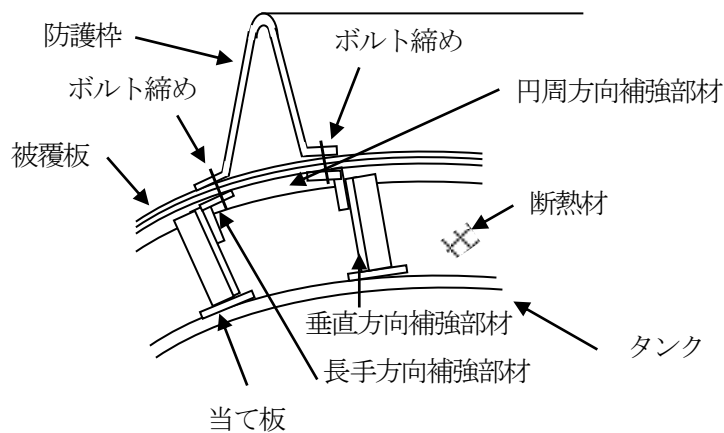 防護枠
ボルト締め
ボルト締め
円周方向補強部材
被覆板
断熱材
垂直方向補強部材
タンク
長手方向補強部材
当て板